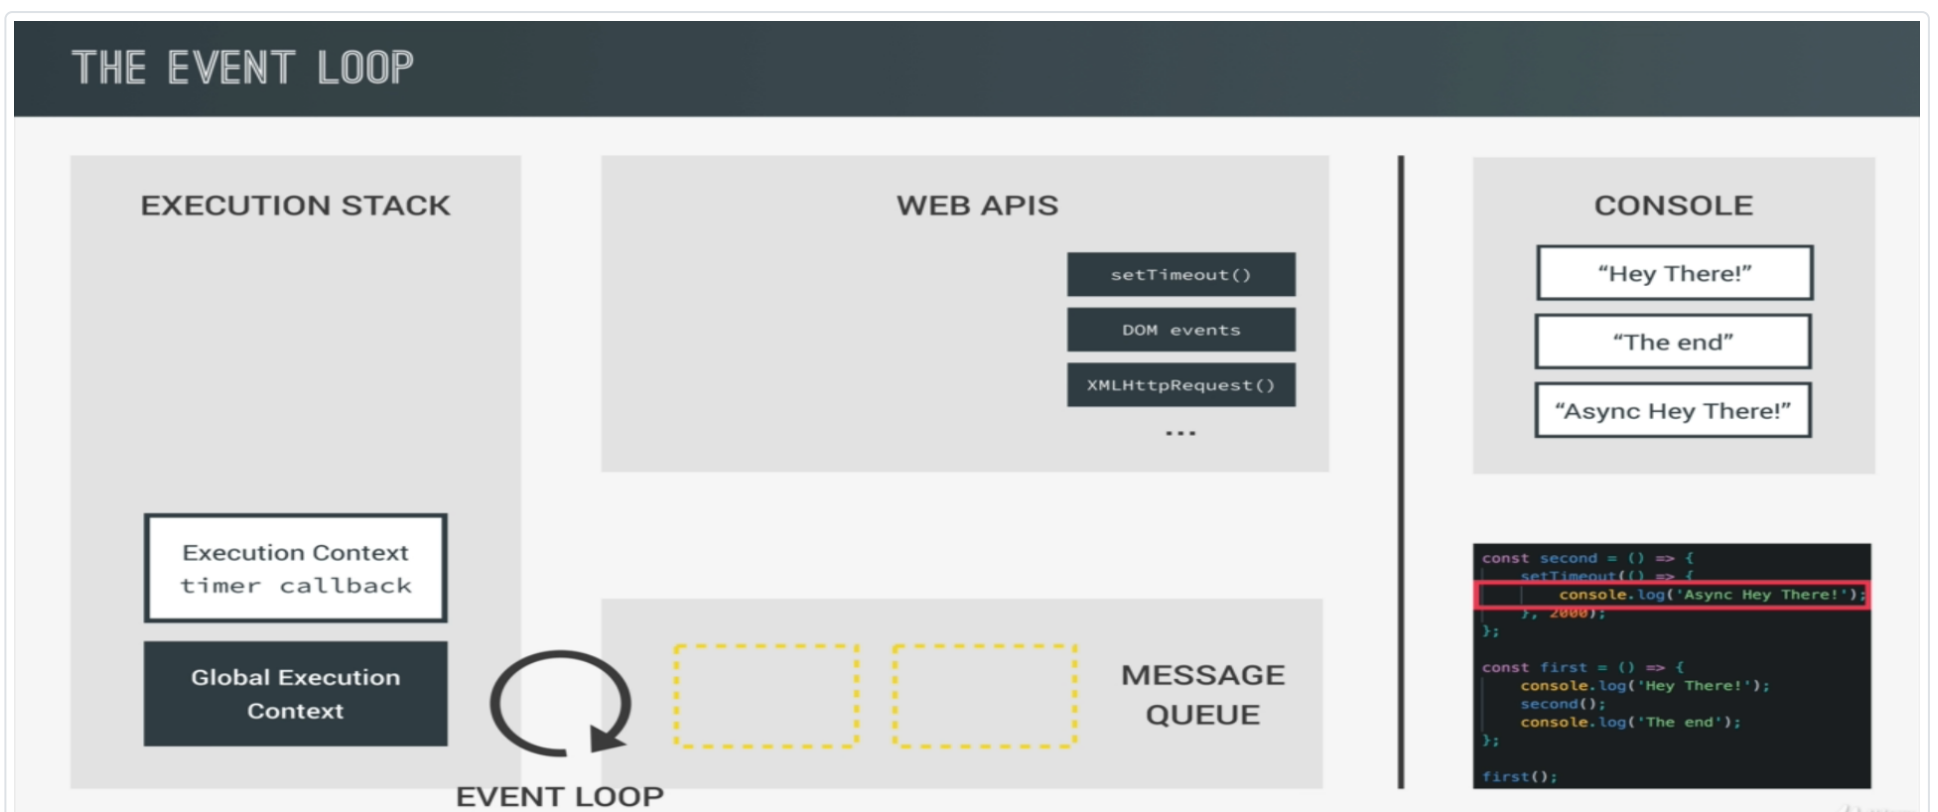 THE EVENT LOOP
EXECUTION STACK
Execution Context
timer callback
Global Execution
Context
EVENT LOOP
WEB APIS
setTimeout()
DOM events
XMLHttpRequest()
...
MESSAGE
QUEUE
CONSOLE
“Hey There!”
“The end”
“Async Hey There!”
const second = () => {
setTimeout(() => {
console.log('Async Hey There!');
}, 2000);
};
const first = () => {
console.log('Hey There!');
second();
console.log('The end');
};
first();